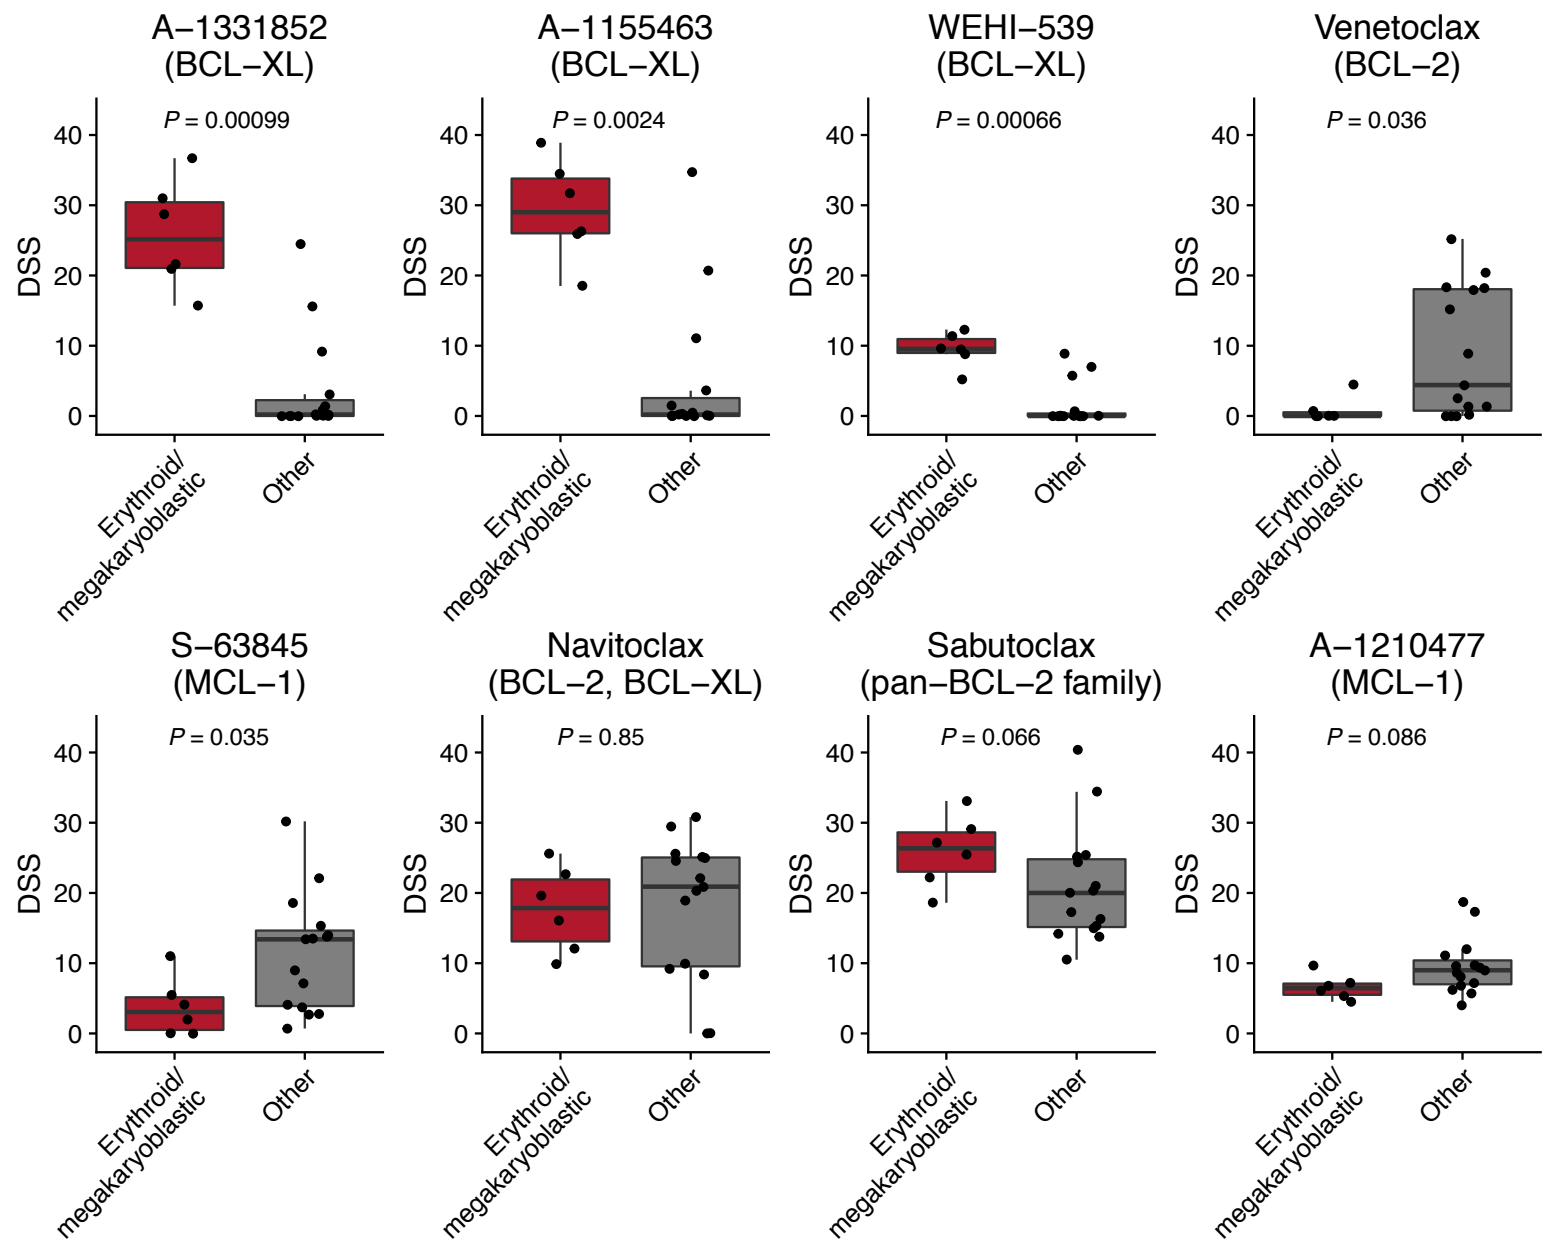 A−1331852
(BCL−XL)
P = 0.00099
40
30
20
10
0
DSS
Erythroid/
megakaryoblastic
Other
A−1155463
(BCL−XL)
P = 0.0024
40
30
20
10
0
DSS
Erythroid/
megakaryoblastic
Other
WEHI−539
(BCL−XL)
P = 0.00066
40
30
20
10
0
DSS
Erythroid/
megakaryoblastic
Other
Venetoclax
(BCL−2)
P = 0.036
40
30
20
10
0
DSS
Erythroid/
megakaryoblastic
Other
S−63845
(MCL−1)
P = 0.035
40
30
20
10
0
DSS
Erythroid/
megakaryoblastic
Other
Navitoclax
(BCL−2, BCL−XL)
P = 0.85
40
30
20
10
0
DSS
Erythroid/
megakaryoblastic
Other
Sabutoclax
(pan−BCL−2 family)
P = 0.066
40
30
20
10
0
DSS
Erythroid/
megakaryoblastic
Other
A−1210477
(MCL−1)
P = 0.086
40
30
20
10
0
DSS
Erythroid/
megakaryoblastic
Other